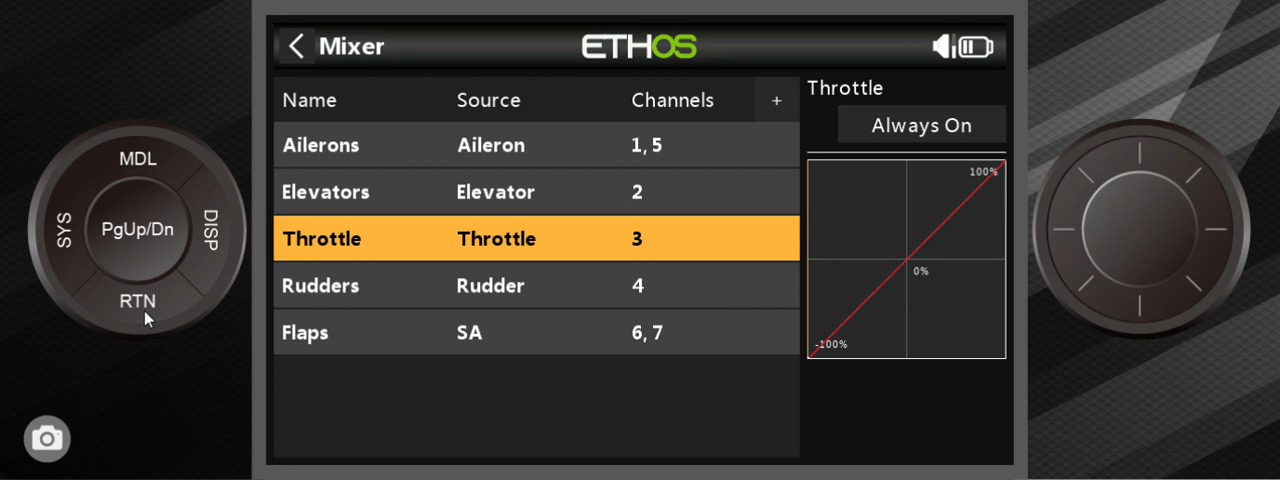 Mixer
ETHOS
Name Source Channels +
Ailerons Aileron 1, 5
Elevators Elevator 2
Throttle Throttle 3
Rudders Rudder 4
Flaps SA 6, 7
Throttle
Always On
100%
0%
-100%
MDL
SYS
PgUp/Dn
DISP
RTN